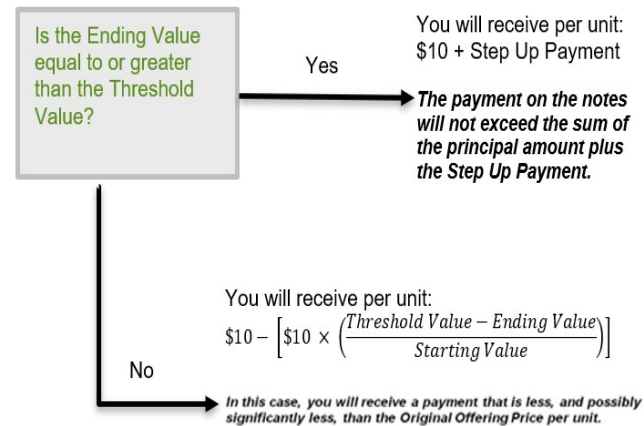 Is the Ending Value
equal to or greater
than the Threshold
Value?
Yes
You will receive per unit:
$10 + Step Up Payment
The payment on the notes
will not exceed the sum of
the principal amount plus
the Step Up Payment.
No
You will receive per unit:
$10 − [$10 × (Threshold Value − Ending Value / Starting Value)]
In this case, you will receive a payment that is less, and possibly
significantly less, than the Original Offering Price per unit.